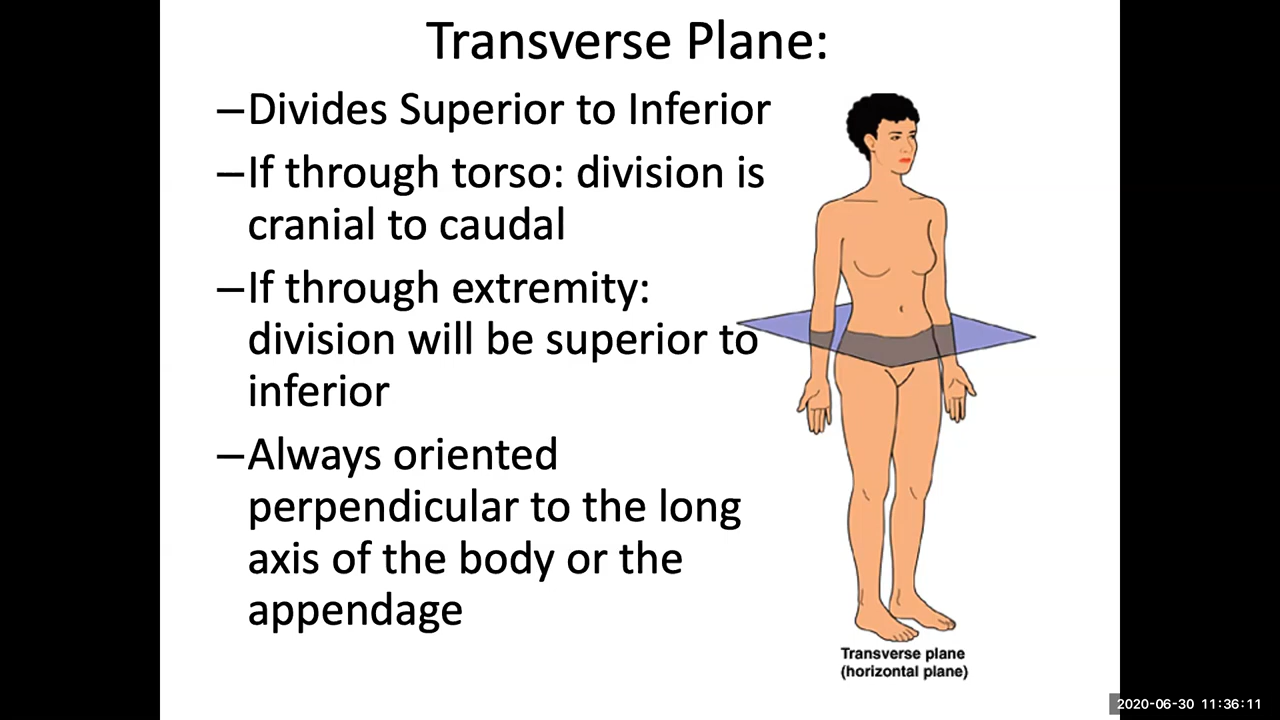 Transverse Plane:
–Divides Superior to Inferior
–If through torso: division is
cranial to caudal
–If through extremity:
division will be superior to
inferior
–Always oriented
perpendicular to the long
axis of the body or the
appendage
Transverse plane
(horizontal plane)
2020-06-30 11:36:11